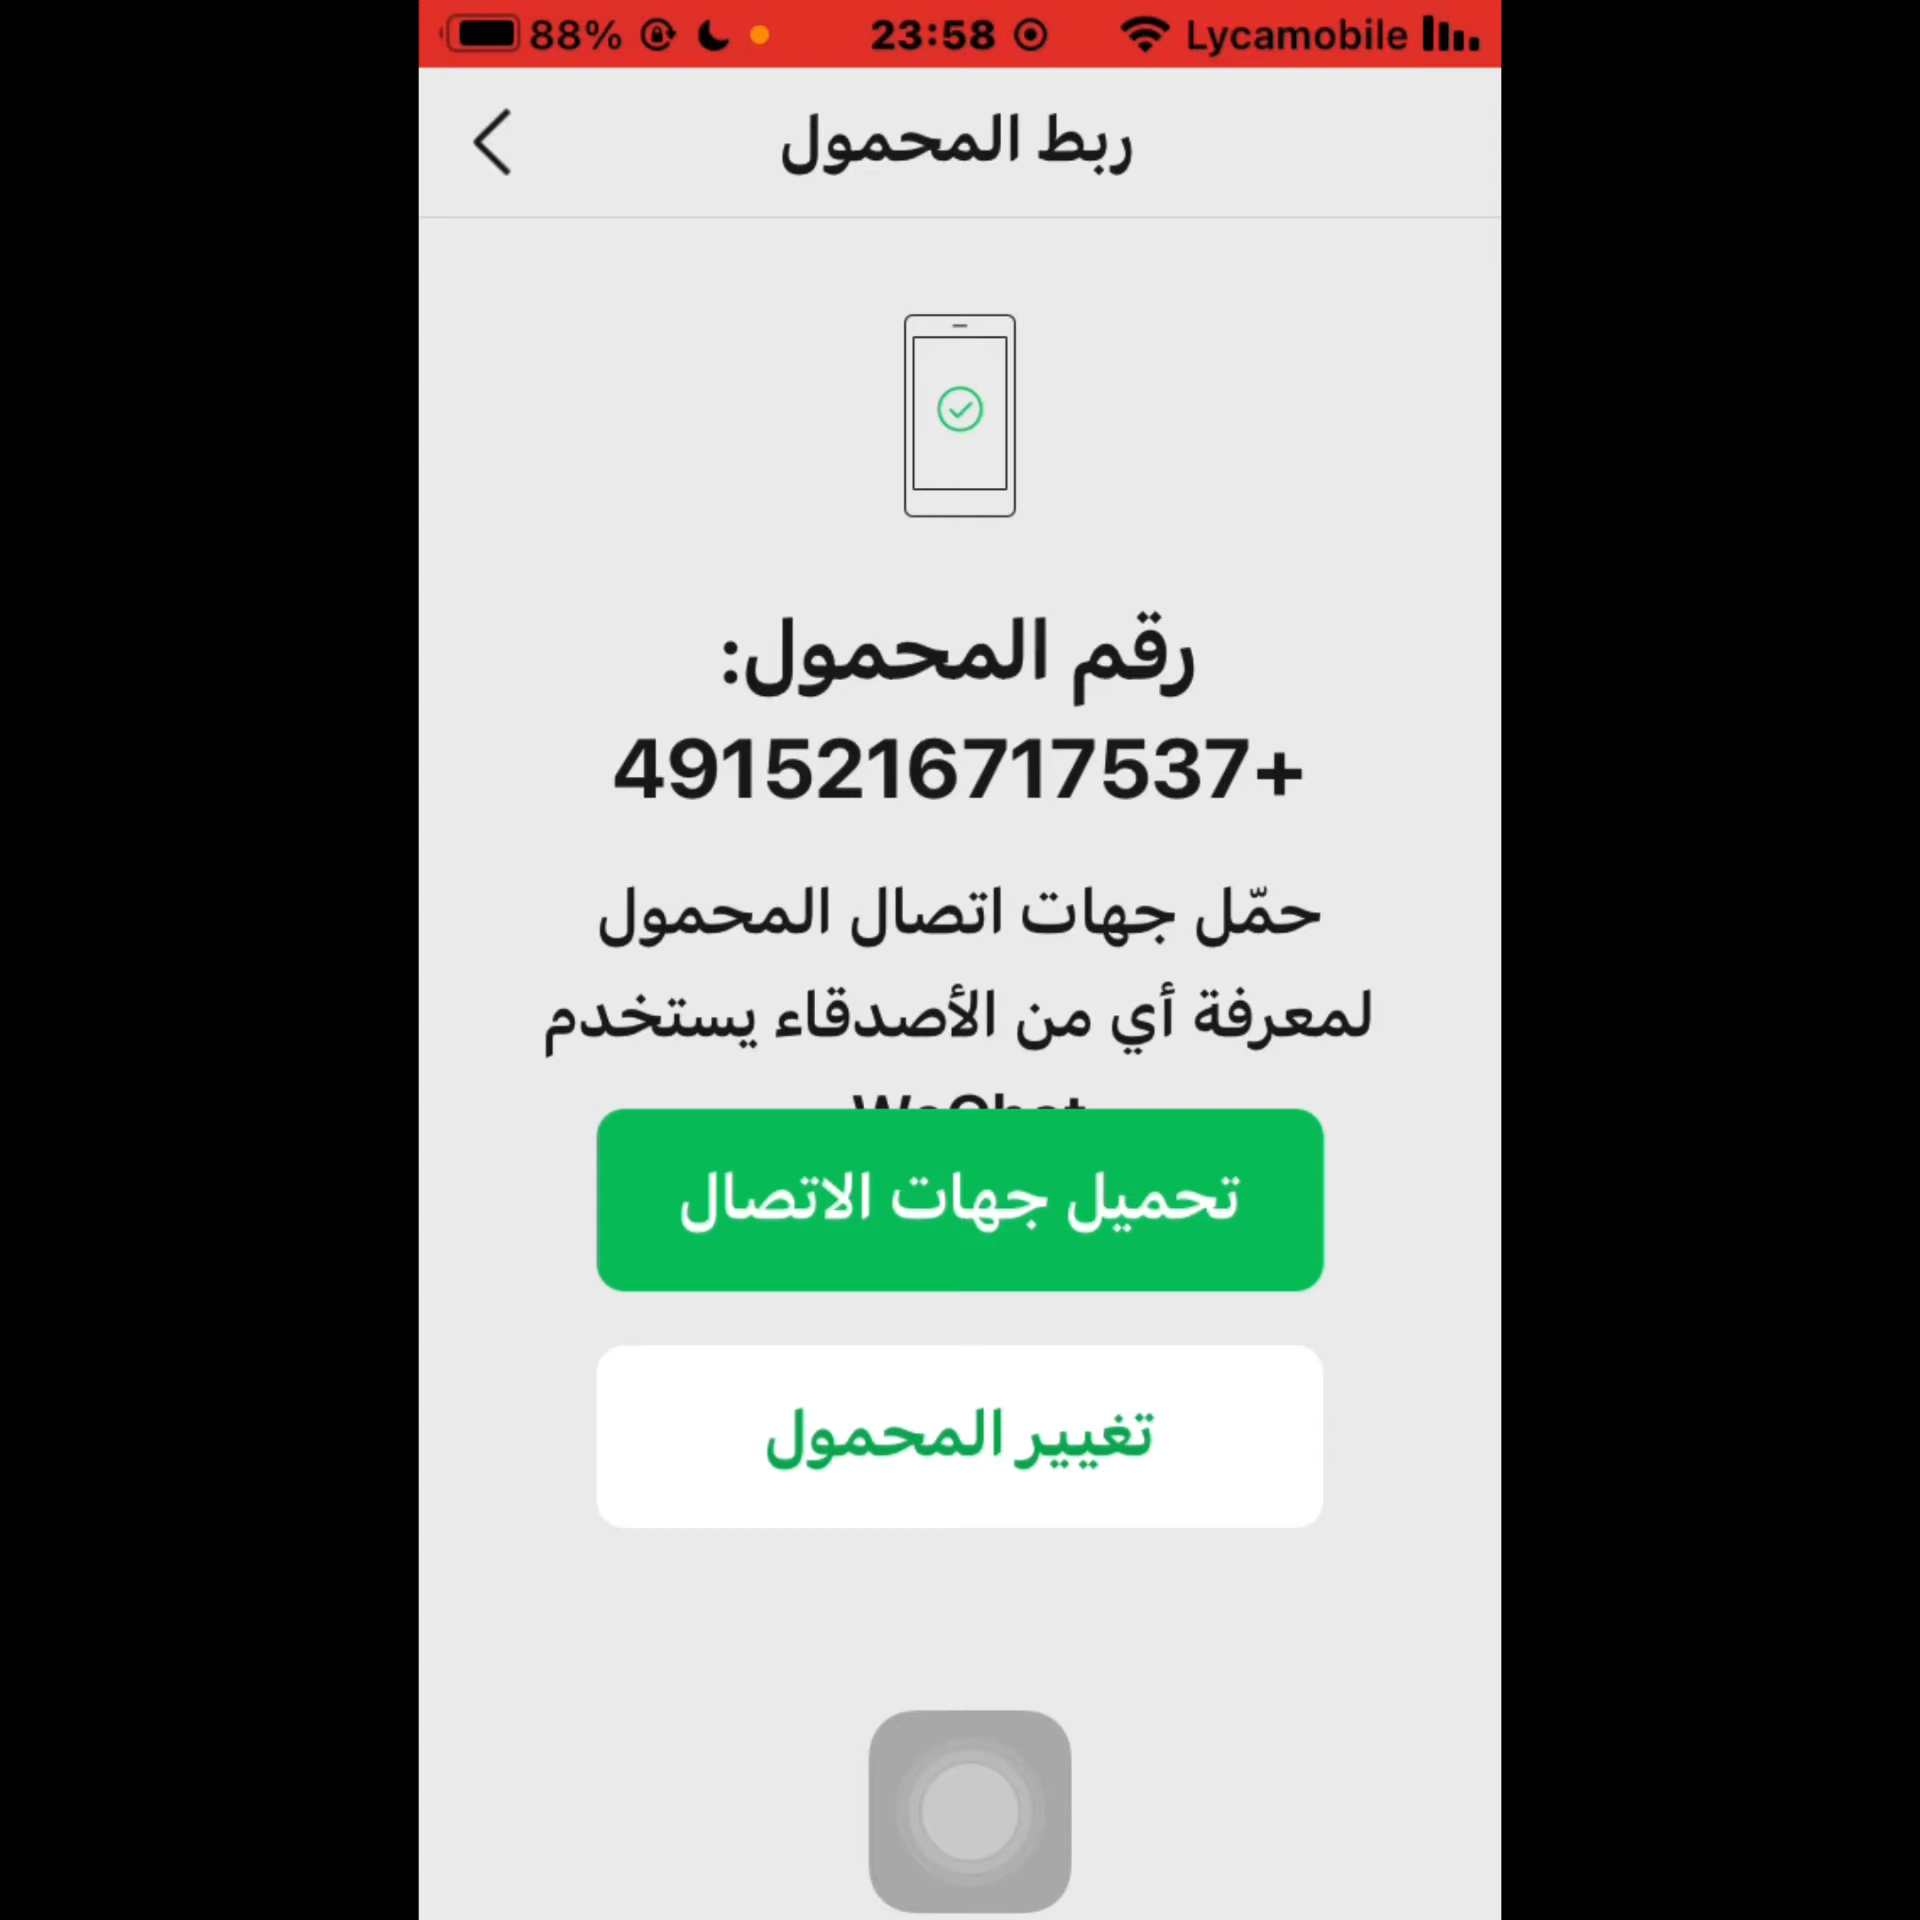 88% 23:58 Lycamobile
ربط المحمول
رقم المحمول:
4915216717537+
حمّل جهات اتصال المحمول
لمعرفة أي من الأصدقاء يستخدم
WeChat
تحميل جهات الاتصال
تغيير المحمول